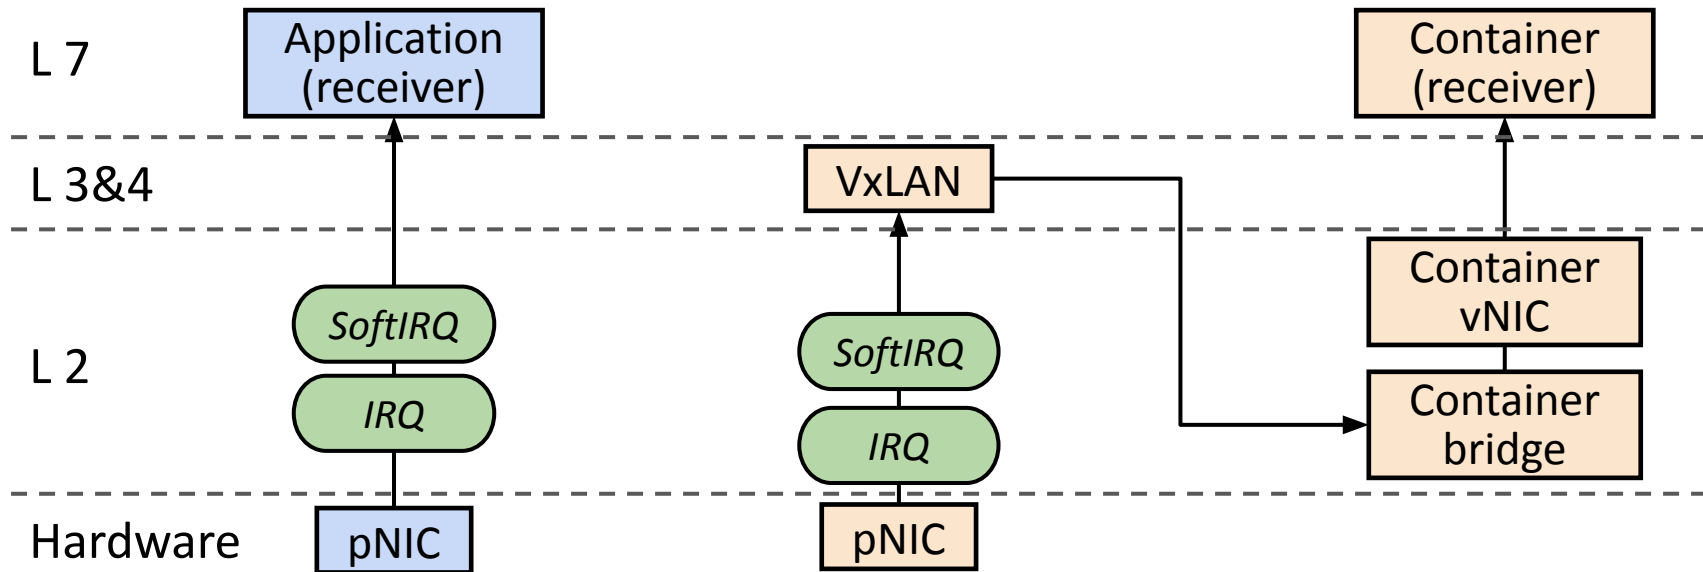 L 7
Application
(receiver)
Container
(receiver)
L 3&4
VxLAN
L 2
SoftIRQ
IRQ
SoftIRQ
IRQ
Container
vNIC
Container
bridge
Hardware
pNIC
pNIC